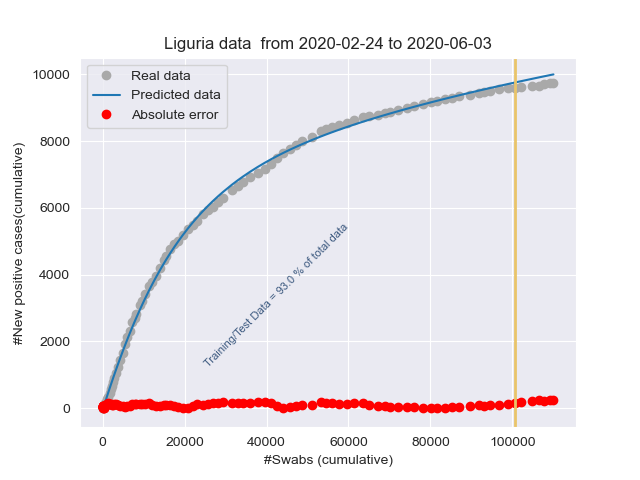 Liguria data  from 2020-02-24 to 2020-06-03
Real data
Predicted data
Absolute error
#New positive cases(cumulative)
10000
8000
6000
4000
2000
0
Training/Test Data = 93.0 % of total data
0
20000
40000
60000
80000
100000
#Swabs (cumulative)